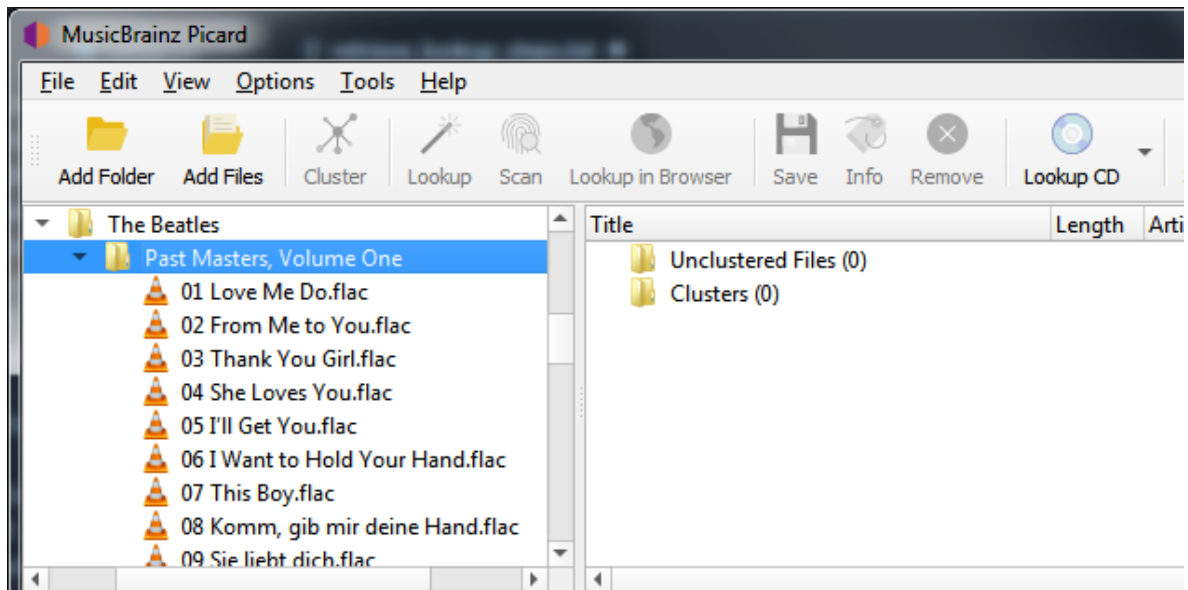 MusicBrainz Picard
File Edit View Options Tools Help
Add Folder Add Files Cluster Lookup Scan Lookup in Browser Save Info Remove Lookup CD
The Beatles
Past Masters, Volume One
01 Love Me Do.flac
02 From Me to You.flac
03 Thank You Girl.flac
04 She Loves You.flac
05 I'll Get You.flac
06 I Want to Hold Your Hand.flac
07 This Boy.flac
08 Komm, gib mir deine Hand.flac
09 Sie liebt dich.flac
Title Length Arti
Unclustered Files (0)
Clusters (0)